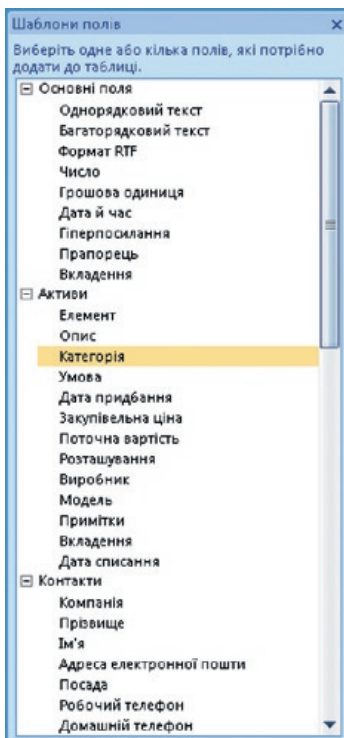 Шаблони полів
Виберіть одне або кілька полів, які потрібно
додати до таблиці.
Основні поля
Однорядковий текст
Багаторядковий текст
Формат RTF
Число
Грошова одиниця
Дата й час
Гіперпосилання
Прапорець
Вкладення
Активи
Елемент
Опис
Категорія
Умова
Дата придбання
Закупівельна ціна
Поточна вартість
Розташування
Виробник
Модель
Примітки
Вкладення
Дата списання
Контакти
Компанія
Прізвище
Ім'я
Адреса електронної пошти
Посада
Робочий телефон
Домашній телефон